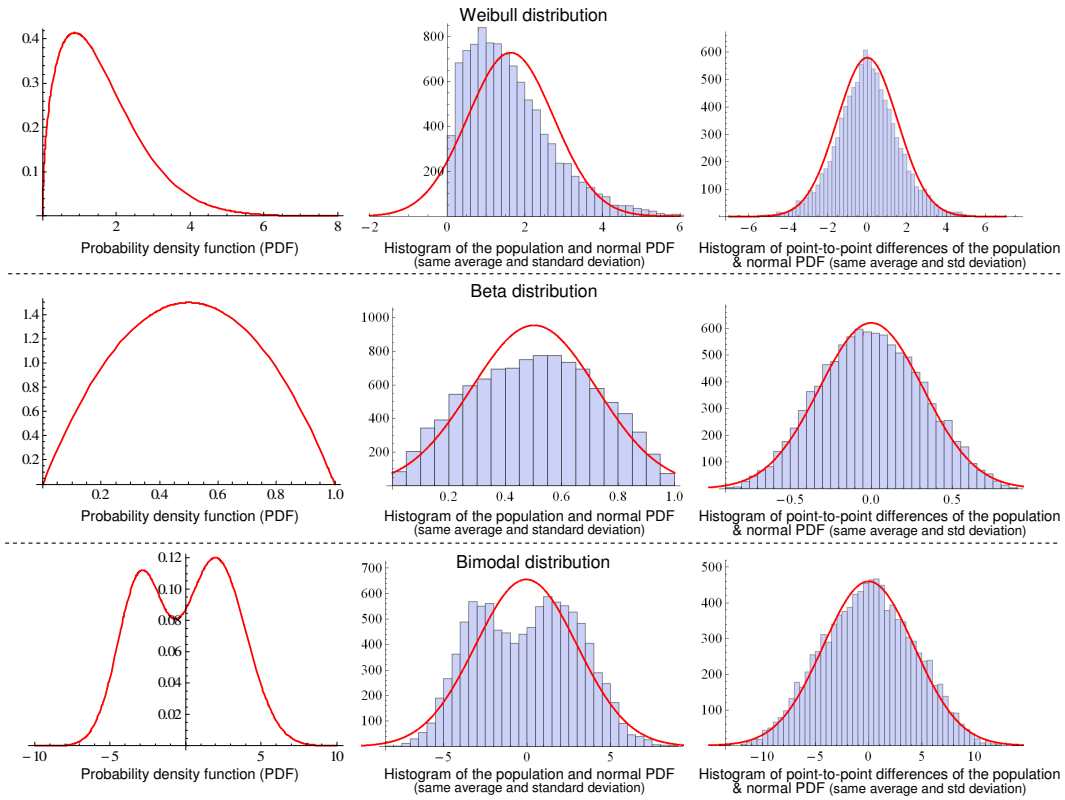 Weibull distribution
0.4
0.3
0.2
0.1
0 2 4 6 8
Probability density function (PDF)
800
600
400
200
−2 0 2 4 6
Histogram of the population and normal PDF
(same average and standard deviation)
600
500
400
300
200
100
−6 −4 −2 0 2 4 6
Histogram of point-to-point differences of the population
& normal PDF (same average and std deviation)
Beta distribution
1.4
1.2
1.0
0.8
0.6
0.4
0.2
0.2 0.4 0.6 0.8 1.0
Probability density function (PDF)
1000
800
600
400
200
0.2 0.4 0.6 0.8 1.0
Histogram of the population and normal PDF
(same average and standard deviation)
600
500
400
300
200
100
−0.5 0.0 0.5
Histogram of point-to-point differences of the population
& normal PDF (same average and std deviation)
Bimodal distribution
0.12
0.10
0.08
0.06
0.04
0.02
−10 −5 0 5 10
Probability density function (PDF)
700
600
500
400
300
200
100
−5 0 5
Histogram of the population and normal PDF
(same average and standard deviation)
500
400
300
200
100
−10 −5 0 5 10
Histogram of point-to-point differences of the population
& normal PDF (same average and std deviation)